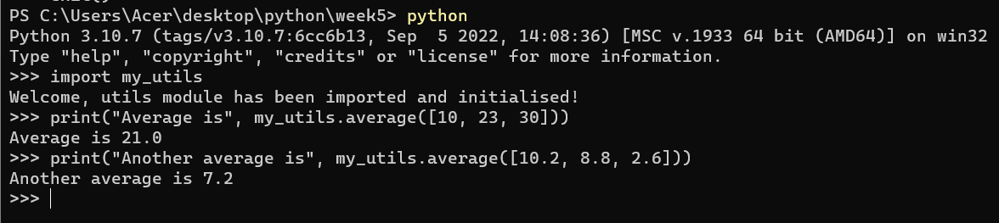 PS C:\Users\Acer\desktop\python\week5> python
Python 3.10.7 (tags/v3.10.7:6cc6b13, Sep  5 2022, 14:08:36) [MSC v.1933 64 bit (AMD64)] on win32
Type "help", "copyright", "credits" or "license" for more information.
>>> import my_utils
Welcome, utils module has been imported and initialised!
>>> print("Average is", my_utils.average([10, 23, 30]))
Average is 21.0
>>> print("Another average is", my_utils.average([10.2, 8.8, 2.6]))
Another average is 7.2
>>>